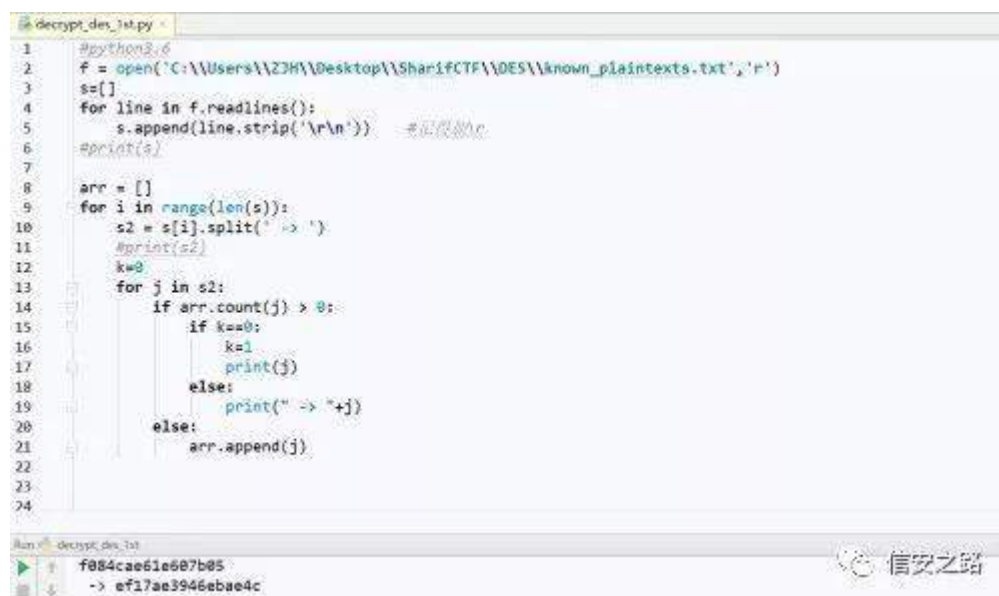 decrypt_des_1st.py
1 #python3.6
2 f = open('C:\\Users\\ZJH\\Desktop\\SharifCTF\\DES\\known_plaintexts.txt','r')
3 s=[]
4 for line in f.readlines():
5 s.append(line.strip('\r\n'))
6 #print(s)
7
8 arr = []
9 for i in range(len(s)):
10 s2 = s[i].split(' -> ')
11 #print(s2)
12 k=0
13 for j in s2:
14 if arr.count(j) > 0:
15 if k==0:
16 k=1
17 print(j)
18 else:
19 print(" -> "+j)
20 else:
21 arr.append(j)
22
23
24
Run decrypt_des_1st
f084cae61e607b05
-> ef17ae3946ebae4c
信安之路